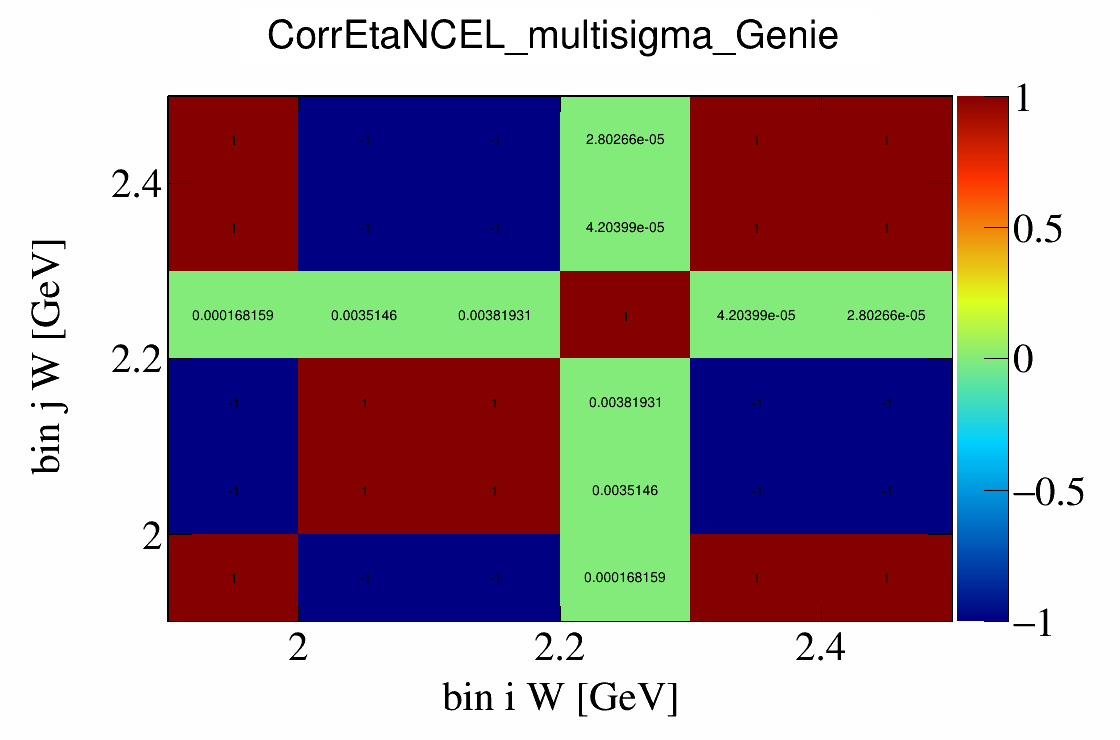 CorrEtaNCEL_multisigma_Genie
1 -1 -1 2.80266e-05 1 1
1 -1 -1 4.20399e-05 1 1
0.000168159 0.0035146 0.00381931 1 4.20399e-05 2.80266e-05
-1 1 1 0.00381931 -1 -1
-1 1 1 0.0035146 -1 -1
1 -1 -1 0.000168159 1 1
2.4
2.2
2
bin j W [GeV]
2 2.2 2.4
bin i W [GeV]
1
0.5
0
−0.5
−1